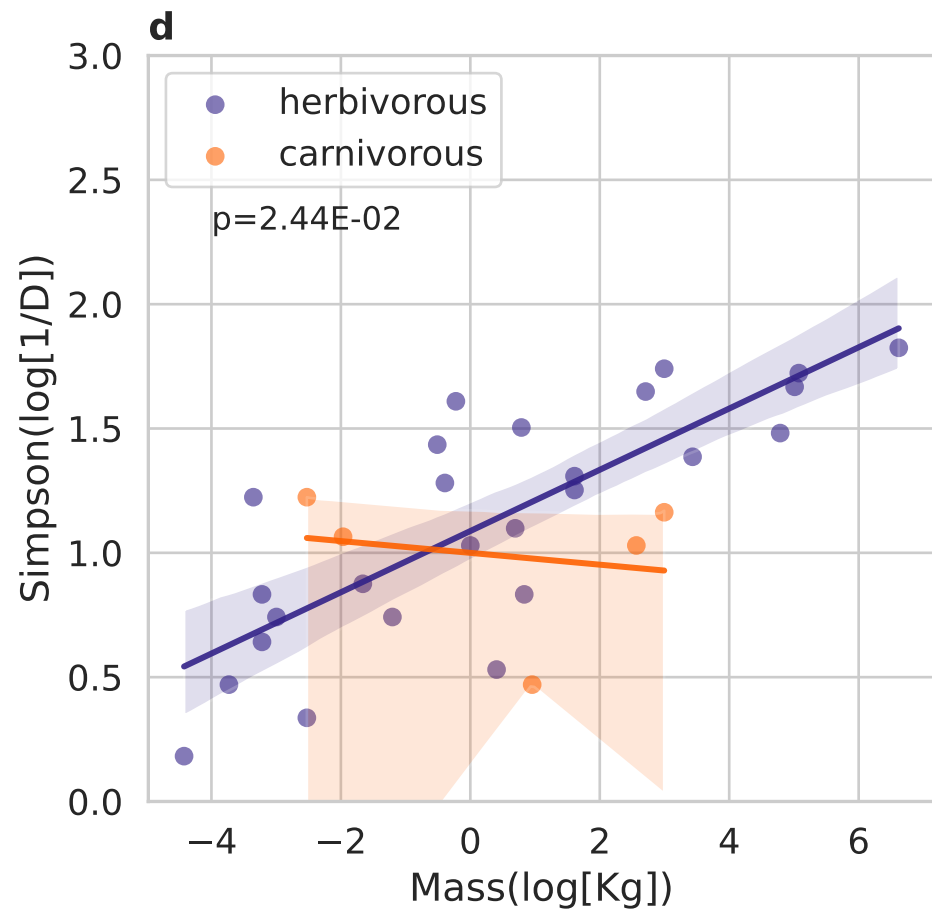 d
3.0
herbivorous
carnivorous
2.5
p=2.44E-02
2.0
1.5
1.0
0.5
0.0
Simpson(log[1/D])
−4 −2 0 2 4 6
Mass(log[Kg])